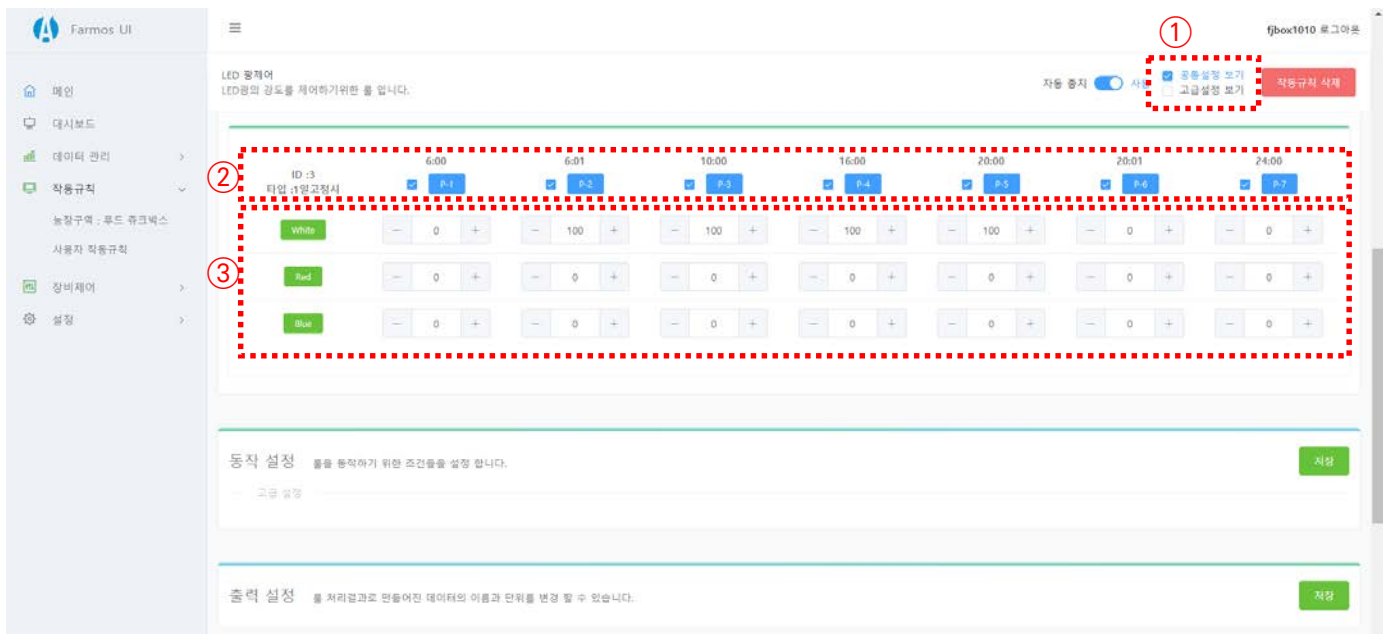 Farmos UI
fjbox1010 로그아웃
①
LED 광제어
LED광의 강도를 제어하기위한 룰 입니다.
자동 중지 사용
공통설정 보기
고급설정 보기
작동규칙 삭제
메인
대시보드
데이터 관리
작동규칙
농장구역 : 푸드 쥬크박스
사용자 작동규칙
장비제어
설정
②
ID :3
타입 :1일고정시
6:00 6:01 10:00 16:00 20:00 20:01 24:00
P-1 P-2 P-3 P-4 P-5 P-6 P-7
③
White − 0 + − 100 + − 100 + − 100 + − 100 + − 0 + − 0 +
Red − 0 + − 0 + − 0 + − 0 + − 0 + − 0 + − 0 +
Blue − 0 + − 0 + − 0 + − 0 + − 0 + − 0 + − 0 +
동작 설정 룰을 동작하기 위한 조건들을 설정 합니다.
저장
고급 설정
출력 설정 룰 처리결과로 만들어진 데이터의 이름과 단위를 변경 할 수 있습니다.
저장